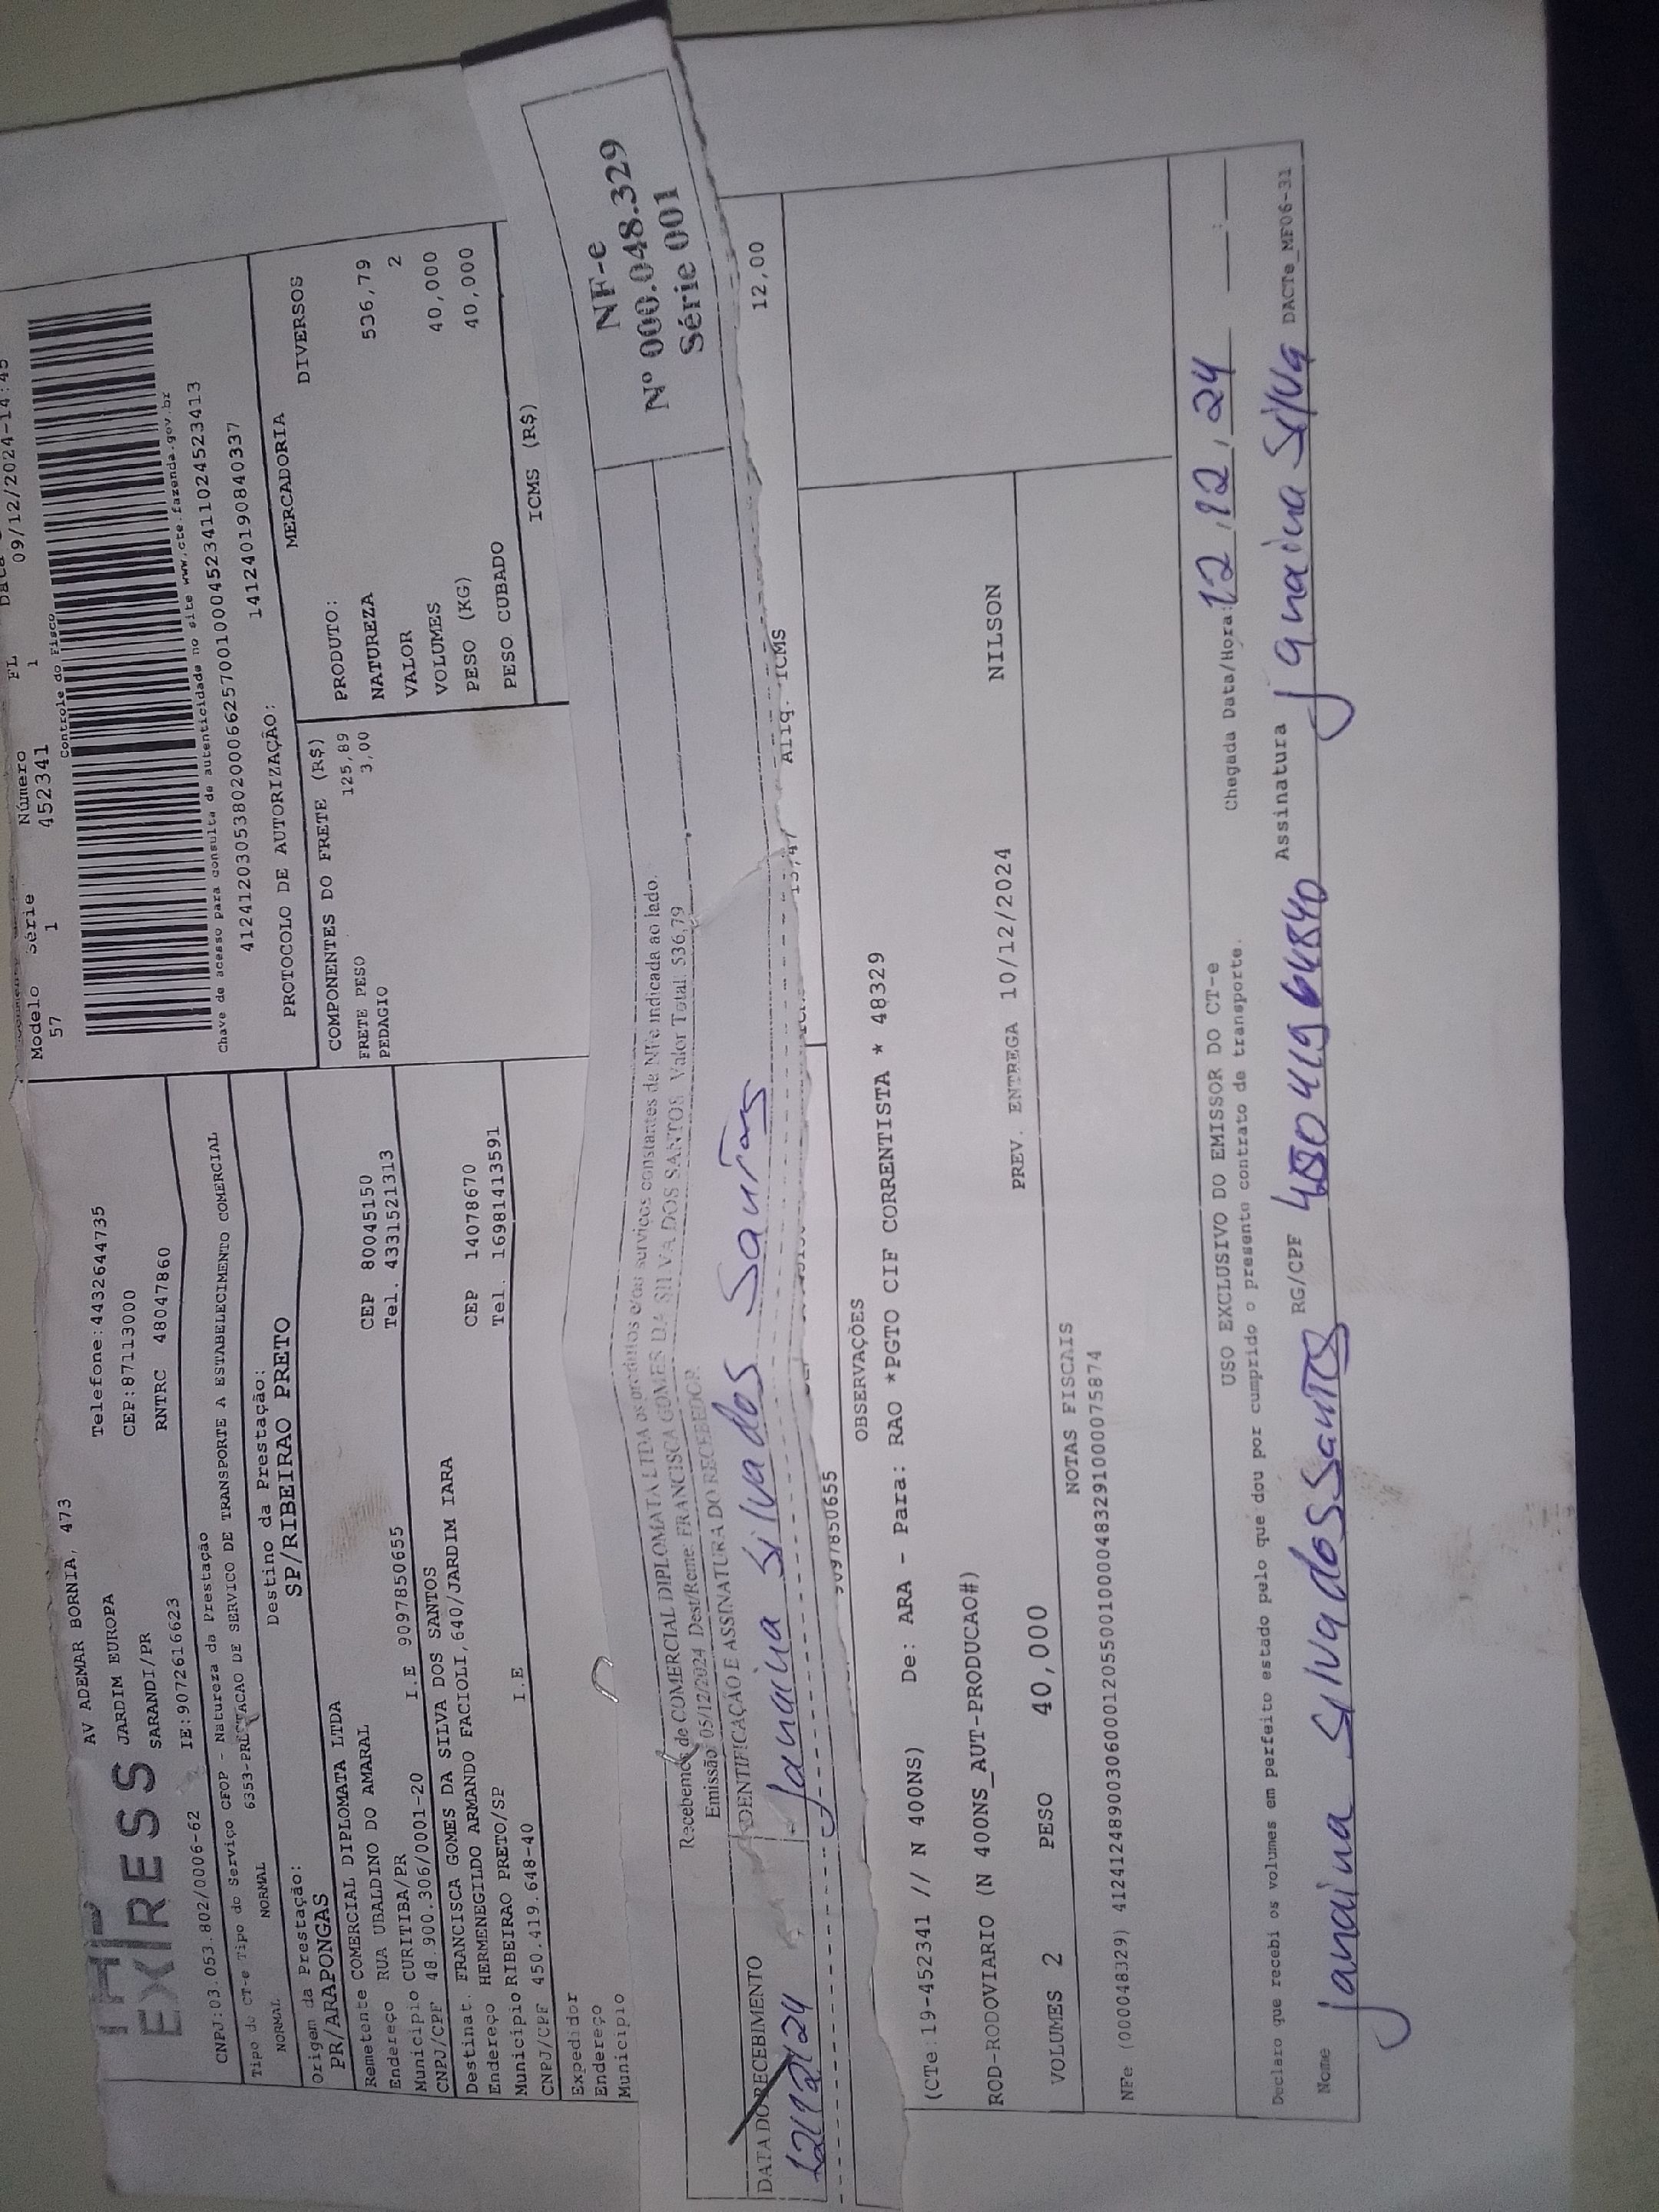 EXPRESS
AV ADEMAR BORNIA, 473
JARDIM EUROPA
SARANDI/PR
Telefone:4432644735
CEP:87113000
RNTRC 48047860
CNPJ:03.053.802/0006-62
IE:9072616623
Modelo Série Número FL
57 1 452341 1 09/12/2024-14:45
Controle do Fisco
Chave de acesso para consulta de autenticidade no site www.cte.fazenda.gov.br
41241203053802000662570010004523411024523413
PROTOCOLO DE AUTORIZAÇÃO:
141240190840337
Tipo do CT-e Tipo do Serviço CFOP - Natureza da Prestação
NORMAL NORMAL 6353-PRESTACAO DE SERVICO DE TRANSPORTE A ESTABELECIMENTO COMERCIAL
Origem da Prestação: Destino da Prestação:
PR/ARAPONGAS SP/RIBEIRAO PRETO
Remetente COMERCIAL DIPLOMATA LTDA
Endereço RUA UBALDINO DO AMARAL CEP 80045150
Município CURITIBA/PR Tel. 4331521313
CNPJ/CPF 48.900.306/0001-20 I.E 9097850655
Destinat. FRANCISCA GOMES DA SILVA DOS SANTOS
Endereço HERMENEGILDO ARMANDO FACIOLI,640/JARDIM IARA CEP 14078670
Município RIBEIRAO PRETO/SP Tel. 16981413591
CNPJ/CPF 450.419.648-40 I.E
Expedidor
Endereço
Município
COMPONENTES DO FRETE (R$)
FRETE PESO 125,89
PEDAGIO 3,00
MERCADORIA
PRODUTO: DIVERSOS
NATUREZA
VALOR 536,79
VOLUMES 2
PESO (KG) 40,000
PESO CUBADO 40,000
ICMS (R$)
Recebemos de COMERCIAL DIPLOMATA LTDA os produtos e/ou serviços constantes da NFe indicada ao lado.
Emissão: 05/12/2024 Dest/Reme: FRANCISCA GOMES DA SILVA DOS SANTOS Valor Total: 536,79
DATA DO RECEBIMENTO IDENTIFICAÇÃO E ASSINATURA DO RECEBEDOR
12/12/24 Janaina Silva dos Santos
NF-e
Nº 000.048.329
Série 001
9097850655 Aliq. ICMS 12,00
OBSERVAÇÕES
(CTe:19-452341 // N 400NS) De: ARA - Para: RAO *PGTO CIF CORRENTISTA * 48329
ROD-RODOVIARIO (N 400NS_AUT-PRODUCAO#) NILSON
VOLUMES 2 PESO 40,000 PREV. ENTREGA 10/12/2024
NOTAS FISCAIS
NFe (000048329) 41241248900306000120550010000483291000075874
USO EXCLUSIVO DO EMISSOR DO CT-e
Declaro que recebi os volumes em perfeito estado pelo que dou por cumprido o presente contrato de transporte.
Chegada Data/Hora: 12,12,24 :
Nome Janaina Silva dos Santos RG/CPF 45041964840 Assinatura Janaina Silva DACTe_MF06-31